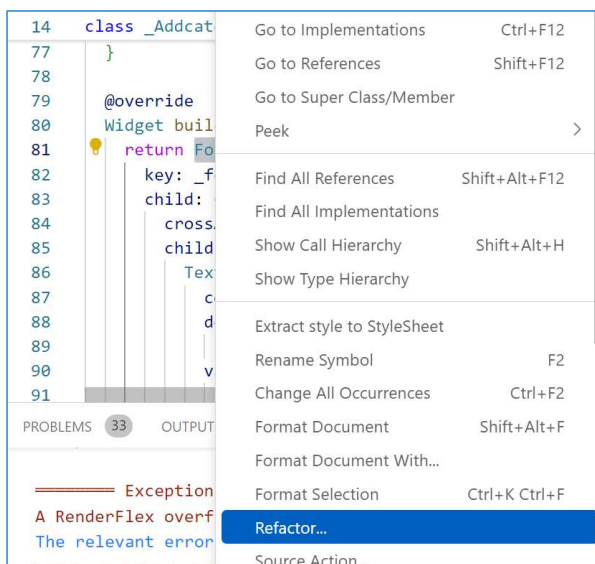 14 class _Addcat
77 }
78
79 @override
80 Widget buil
81 return Fo
82 key: _f
83 child:
84 cross
85 child
86 Tex
87 c
88 d
89
90 v
91
PROBLEMS 33 OUTPUT
════════ Exception
A RenderFlex overf
The relevant error
Go to Implementations Ctrl+F12
Go to References Shift+F12
Go to Super Class/Member
Peek
Find All References Shift+Alt+F12
Find All Implementations
Show Call Hierarchy Shift+Alt+H
Show Type Hierarchy
Extract style to StyleSheet
Rename Symbol F2
Change All Occurrences Ctrl+F2
Format Document Shift+Alt+F
Format Document With...
Format Selection Ctrl+K Ctrl+F
Refactor...
Source Action...